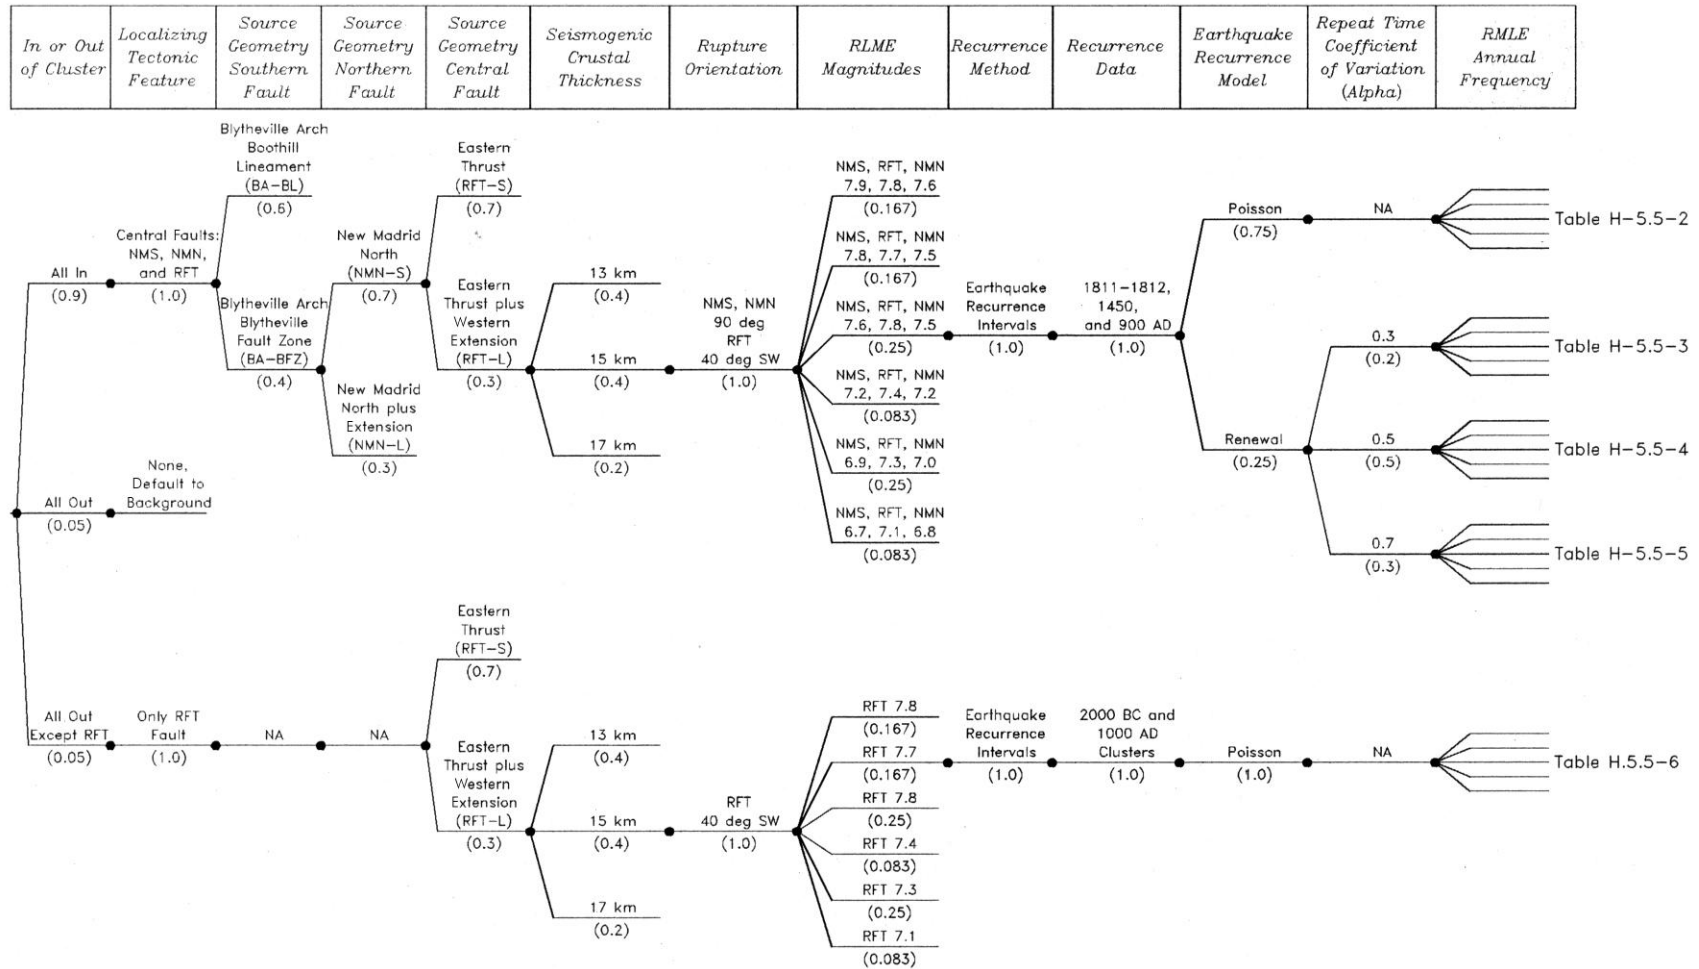 In or Out
of Cluster
Localizing
Tectonic
Feature
Source
Geometry
Southern
Fault
Source
Geometry
Northern
Fault
Source
Geometry
Central
Fault
Seismogenic
Crustal
Thickness
Rupture
Orientation
RLME
Magnitudes
Recurrence
Method
Recurrence
Data
Earthquake
Recurrence
Model
Repeat Time
Coefficient
of Variation
(Alpha)
RMLE
Annual
Frequency
All In
(0.9)
Central Faults:
NMS, NMN,
and RFT
(1.0)
Blytheville Arch
Boothill
Lineament
(BA-BL)
(0.6)
Blytheville Arch
Blytheville
Fault Zone
(BA-BFZ)
(0.4)
New Madrid
North
(NMN-S)
(0.7)
New Madrid
North plus
Extension
(NMN-L)
(0.3)
Eastern
Thrust
(RFT-S)
(0.7)
Eastern
Thrust plus
Western
Extension
(RFT-L)
(0.3)
13 km
(0.4)
15 km
(0.4)
17 km
(0.2)
NMS, NMN
90 deg
RFT
40 deg SW
(1.0)
NMS, RFT, NMN
7.9, 7.8, 7.6
(0.167)
NMS, RFT, NMN
7.8, 7.7, 7.5
(0.167)
NMS, RFT, NMN
7.6, 7.8, 7.5
(0.25)
NMS, RFT, NMN
7.2, 7.4, 7.2
(0.083)
NMS, RFT, NMN
6.9, 7.3, 7.0
(0.25)
NMS, RFT, NMN
6.7, 7.1, 6.8
(0.083)
Earthquake
Recurrence
Intervals
(1.0)
1811-1812,
1450,
and 900 AD
(1.0)
Poisson
(0.75)
NA
Table H-5.5-2
Renewal
(0.25)
0.3
(0.2)
Table H-5.5-3
0.5
(0.5)
Table H-5.5-4
0.7
(0.3)
Table H-5.5-5
All Out
(0.05)
None,
Default to
Background
All Out
Except RFT
(0.05)
Only RFT
Fault
(1.0)
NA
NA
Eastern
Thrust
(RFT-S)
(0.7)
Eastern
Thrust plus
Western
Extension
(RFT-L)
(0.3)
13 km
(0.4)
15 km
(0.4)
17 km
(0.2)
RFT
40 deg SW
(1.0)
RFT 7.8
(0.167)
RFT 7.7
(0.167)
RFT 7.8
(0.25)
RFT 7.4
(0.083)
RFT 7.3
(0.25)
RFT 7.1
(0.083)
Earthquake
Recurrence
Intervals
(1.0)
2000 BC and
1000 AD
Clusters
(1.0)
Poisson
(1.0)
NA
Table H.5.5-6